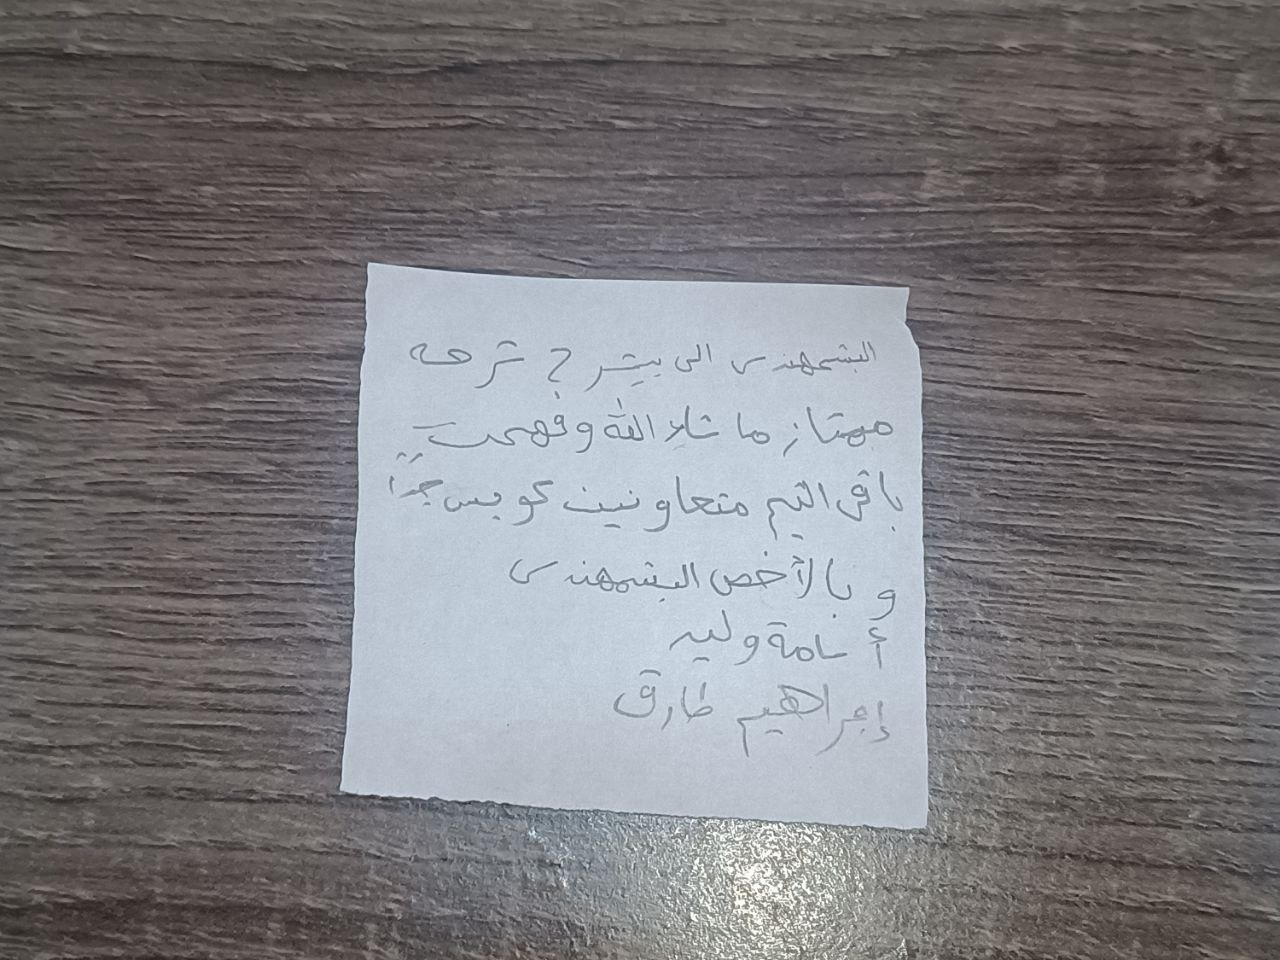 البشمهندس الى بيشرح شرحه
ممتاز ما شاء الله وفهمت
باقى التيم متعاونين كويس جداً
و بالأخص البشمهندس
أسامة وليد
إبراهيم طارق